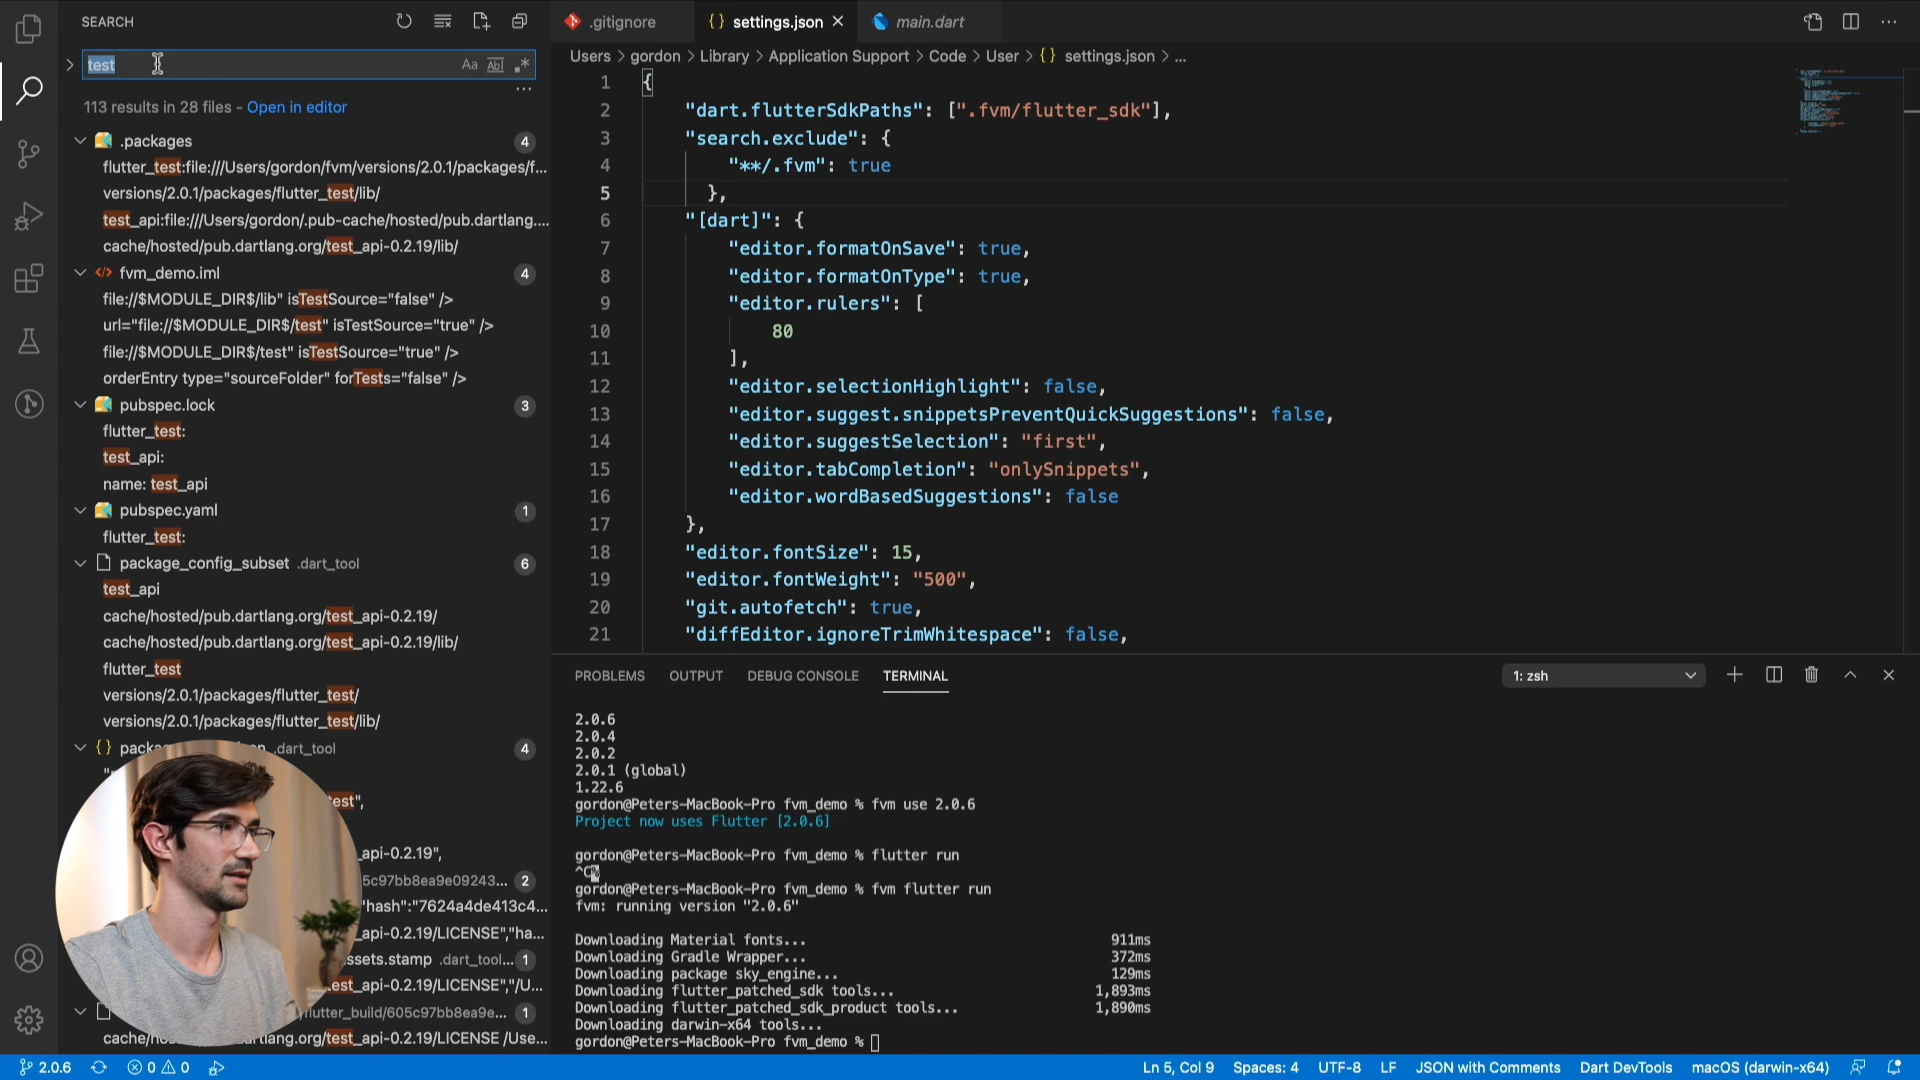 SEARCH
test
Aa
Abl
113 results in 28 files - Open in editor
.packages
4
flutter_test:file:///Users/gordon/fvm/versions/2.0.1/packages/f...
versions/2.0.1/packages/flutter_test/lib/
test_api:file:///Users/gordon/.pub-cache/hosted/pub.dartlang....
cache/hosted/pub.dartlang.org/test_api-0.2.19/lib/
fvm_demo.iml
4
file://$MODULE_DIR$/lib" isTestSource="false" />
url="file://$MODULE_DIR$/test" isTestSource="true" />
file://$MODULE_DIR$/test" isTestSource="true" />
orderEntry type="sourceFolder" forTests="false" />
pubspec.lock
3
flutter_test:
test_api:
name: test_api
pubspec.yaml
1
flutter_test:
package_config_subset .dart_tool
6
test_api
cache/hosted/pub.dartlang.org/test_api-0.2.19/
cache/hosted/pub.dartlang.org/test_api-0.2.19/lib/
flutter_test
versions/2.0.1/packages/flutter_test/
versions/2.0.1/packages/flutter_test/lib/
.dart_tool
4
test",
_api-0.2.19",
5c97bb8ea9e09243...
2
"hash":"7624a4de413c4...
_api-0.2.19/LICENSE","ha...
ssets.stamp .dart_tool...
1
est_api-0.2.19/LICENSE","/U...
flutter_build/605c97bb8ea9e...
1
dartlang.org/test_api-0.2.19/LICENSE /Use...
.gitignore
{} settings.json
main.dart
Users > gordon > Library > Application Support > Code > User > {} settings.json > ...
1 {
2 "dart.flutterSdkPaths": [".fvm/flutter_sdk"],
3 "search.exclude": {
4 "**/.fvm": true
5 },
6 "[dart]": {
7 "editor.formatOnSave": true,
8 "editor.formatOnType": true,
9 "editor.rulers": [
10 80
11 ],
12 "editor.selectionHighlight": false,
13 "editor.suggest.snippetsPreventQuickSuggestions": false,
14 "editor.suggestSelection": "first",
15 "editor.tabCompletion": "onlySnippets",
16 "editor.wordBasedSuggestions": false
17 },
18 "editor.fontSize": 15,
19 "editor.fontWeight": "500",
20 "git.autofetch": true,
21 "diffEditor.ignoreTrimWhitespace": false,
PROBLEMS OUTPUT DEBUG CONSOLE TERMINAL
1: zsh
2.0.6
2.0.4
2.0.2
2.0.1 (global)
1.22.6
gordon@Peters-MacBook-Pro fvm_demo % fvm use 2.0.6
Project now uses Flutter [2.0.6]
gordon@Peters-MacBook-Pro fvm_demo % flutter run
^C%
gordon@Peters-MacBook-Pro fvm_demo % fvm flutter run
fvm: running version "2.0.6"
Downloading Material fonts... 911ms
Downloading Gradle Wrapper... 372ms
Downloading package sky_engine... 129ms
Downloading flutter_patched_sdk tools... 1,893ms
Downloading flutter_patched_sdk_product tools... 1,890ms
Downloading darwin-x64 tools...
gordon@Peters-MacBook-Pro fvm_demo %
2.0.6
0 0
Ln 5, Col 9 Spaces: 4 UTF-8 LF JSON with Comments Dart DevTools macOS (darwin-x64)